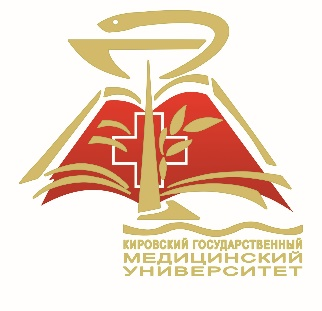 КИРОВСКИЙ ГОСУДАРСТВЕННЫЙ
МЕДИЦИНСКИЙ
УНИВЕРСИТЕТ